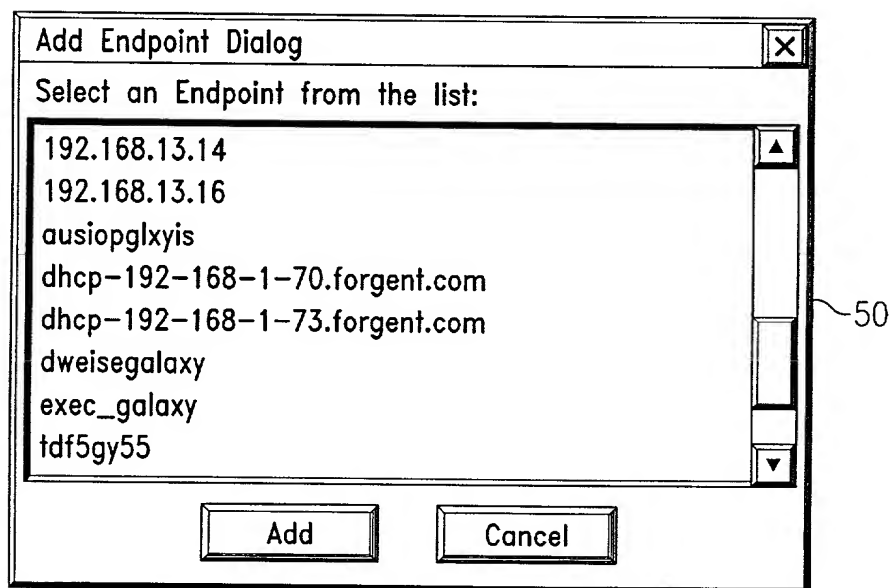 Add Endpoint Dialog
Select an Endpoint from the list:
192.168.13.14
192.168.13.16
ausiopglxyis
dhcp-192-168-1-70.forgent.com
dhcp-192-168-1-73.forgent.com
dweisegalaxy
exec_galaxy
tdf5gy55
50
Add
Cancel